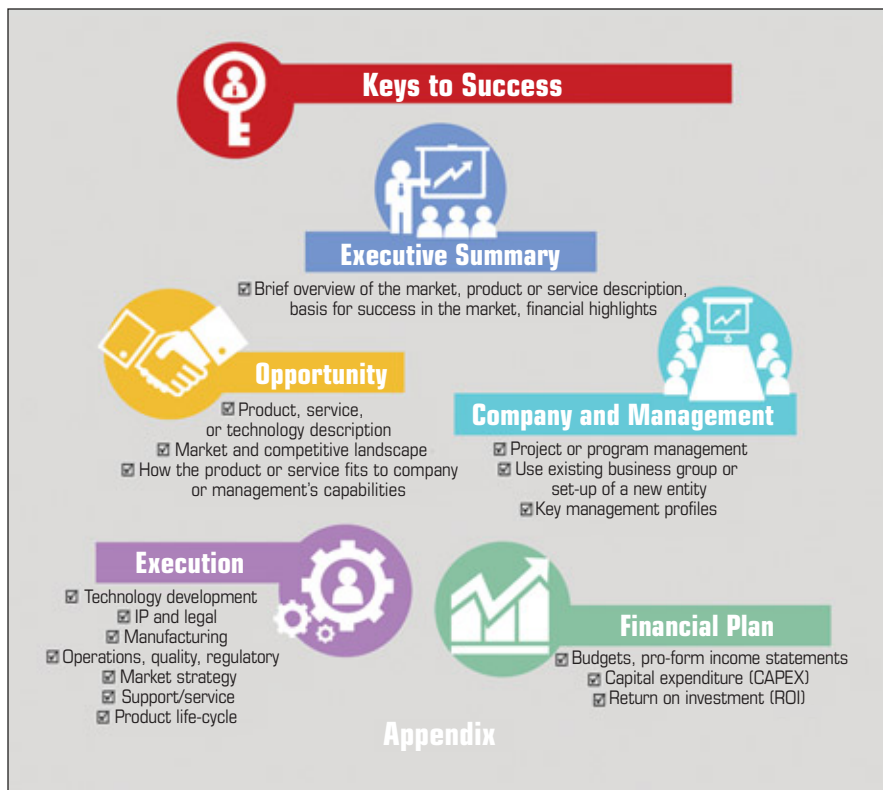 Keys to Success
Executive Summary
☑ Brief overview of the market, product or service description,
basis for success in the market, financial highlights
Opportunity
☑ Product, service,
or technology description
☑ Market and competitive landscape
☑ How the product or service fits to company
or management's capabilities
Company and Management
☑ Project or program management
☑ Use existing business group or
set-up of a new entity
☑ Key management profiles
Execution
☑ Technology development
☑ IP and legal
☑ Manufacturing
☑ Operations, quality, regulatory
☑ Market strategy
☑ Support/service
☑ Product life-cycle
Financial Plan
☑ Budgets, pro-form income statements
☑ Capital expenditure (CAPEX)
☑ Return on investment (ROI)
Appendix